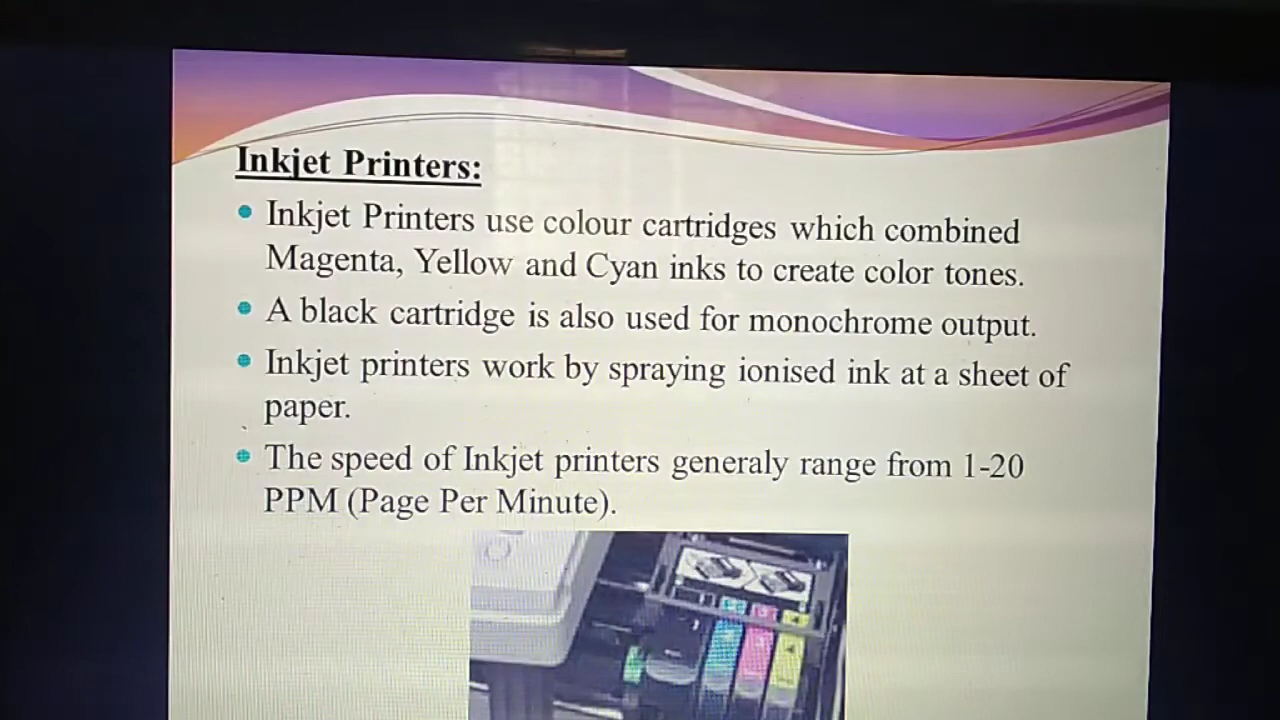 Inkjet Printers:
Inkjet Printers use colour cartridges which combined
Magenta, Yellow and Cyan inks to create color tones.
A black cartridge is also used for monochrome output.
Inkjet printers work by spraying ionised ink at a sheet of
paper.
The speed of Inkjet printers generaly range from 1-20
PPM (Page Per Minute).